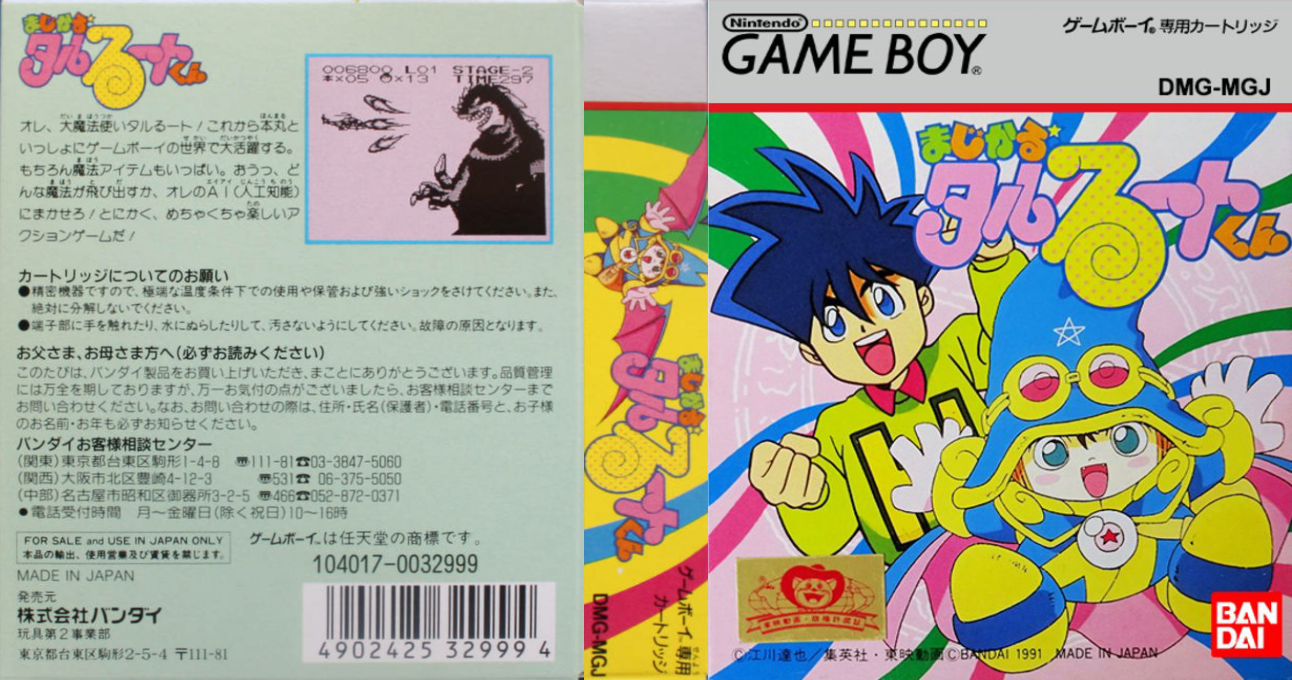 まじかる
タルるートくん
006800 L01 STAGE-2
×05 ×13 TIME297
オレ、大魔法使いタルるート!これから本丸と
いっしょにゲームボーイの世界で大活躍する。
もちろん魔法アイテムもいっぱい。おうっ、ど
んな魔法が飛び出すか、オレのAI(人工知能)
にまかせろ!とにかく、めちゃくちゃ楽しいア
クションゲームだ!
カートリッジについてのお願い
●精密機器ですので、極端な温度条件下での使用や保管および強いショックをさけてください。また、
絶対に分解しないでください。
●端子部に手を触れたり、水にぬらしたりして、汚さないようにしてください。故障の原因となります。
お父さま、お母さま方へ(必ずお読みください)
このたびは、バンダイ製品をお買い上げいただき、まことにありがとうございます。品質管理
には万全を期しておりますが、万一お気付の点がございましたら、お客様相談センターまで
お問い合わせください。なお、お問い合わせの際は、住所・氏名(保護者)・電話番号と、お子様
のお名前・お年も必ずお知らせください。
バンダイお客様相談センター
(関東)東京都台東区駒形1-4-8 〠111-81☎03-3847-5060
(関西)大阪市北区豊崎4-12-3 〠531☎06-375-5050
(中部)名古屋市昭和区御器所3-2-5 〠466☎052-872-0371
●電話受付時間 月〜金曜日(除く祝日)10〜16時
FOR SALE and USE IN JAPAN ONLY
本品の輸出、使用営業及び賃貸を禁じます。
ゲームボーイ®は任天堂の商標です。
104017-0032999
MADE IN JAPAN
発売元
株式会社バンダイ
玩具第2事業部
東京都台東区駒形2-5-4 〒111-81
4902425 329994
まじかる
タルるートくん
ゲームボーイ®専用
カートリッジ
DMG-MGJ
Nintendo®
GAME BOY®
ゲームボーイ®専用カートリッジ
DMG-MGJ
まじかる
タルるートくん
東映動画・版権許諾証
©江川達也/集英社・東映動画 ©BANDAI 1991 MADE IN JAPAN
BAN
DAI